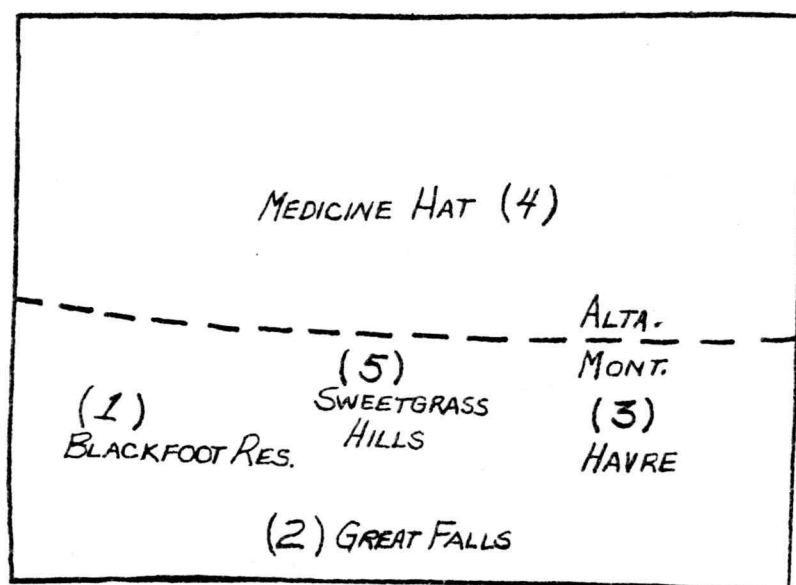 MEDICINE HAT (4)
ALTA.
MONT.
(5)
SWEETGRASS
HILLS
(1)
BLACKFOOT RES.
(3)
HAVRE
(2) GREAT FALLS